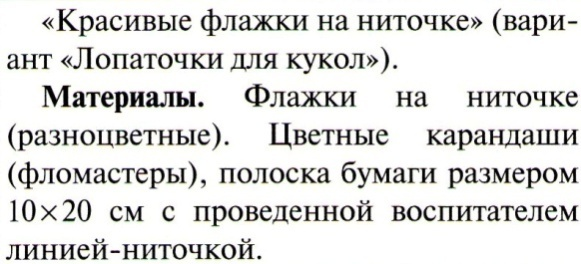 «Красивые флажки на ниточке» (вари-
ант «Лопаточки для кукол»).
Материалы. Флажки на ниточке
(разноцветные). Цветные карандаши
(фломастеры), полоска бумаги размером
10×20 см с проведенной воспитателем
линией-ниточкой.